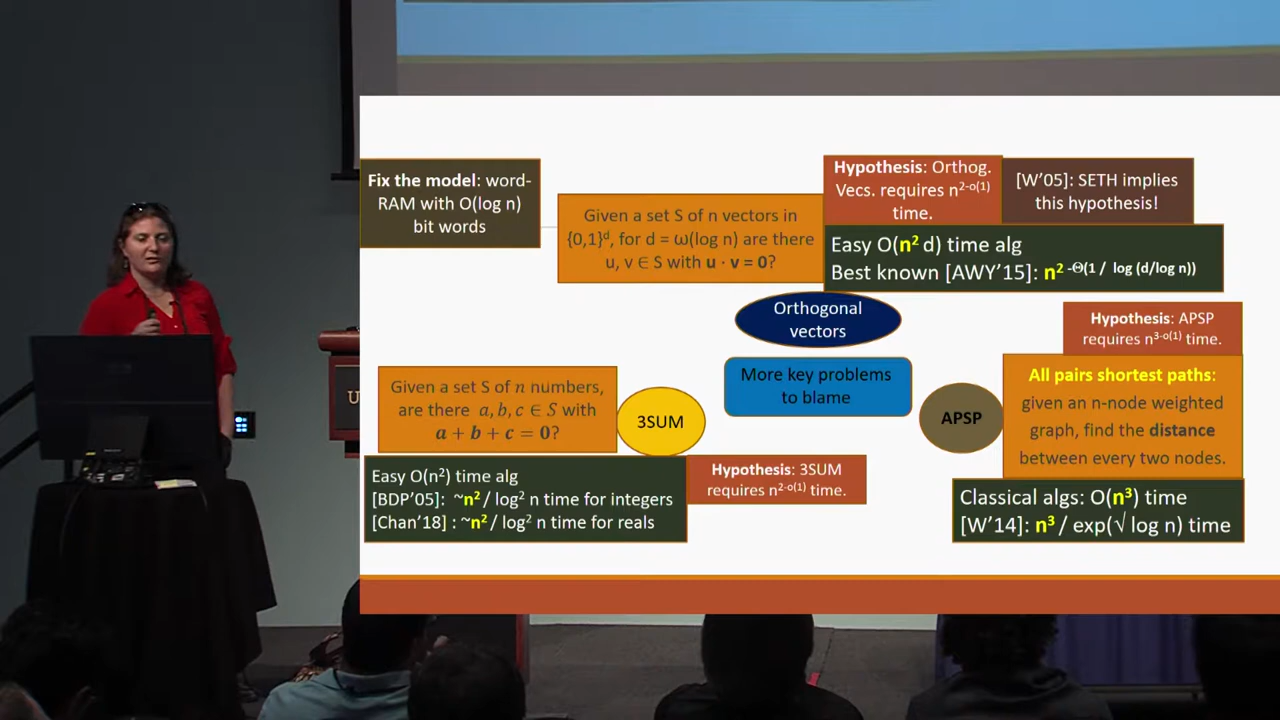 Fix the model: word-
RAM with O(log n)
bit words
Given a set S of n vectors in
{0,1}ᵈ, for d = ω(log n) are there
u, v ∈ S with u · v = 0?
Hypothesis: Orthog.
Vecs. requires n²⁻ᵒ⁽¹⁾
time.
[W'05]: SETH implies
this hypothesis!
Easy O(n² d) time alg
Best known [AWY'15]: n² ⁻Θ(1 / log (d/log n))
Orthogonal
vectors
More key problems
to blame
Given a set S of n numbers,
are there a, b, c ∈ S with
a + b + c = 0?
3SUM
Easy O(n²) time alg
[BDP'05]: ~n² / log² n time for integers
[Chan'18] : ~n² / log² n time for reals
Hypothesis: 3SUM
requires n²⁻ᵒ⁽¹⁾ time.
APSP
Hypothesis: APSP
requires n³⁻ᵒ⁽¹⁾ time.
All pairs shortest paths:
given an n-node weighted
graph, find the distance
between every two nodes.
Classical algs: O(n³) time
[W'14]: n³ / exp(√ log n) time
U